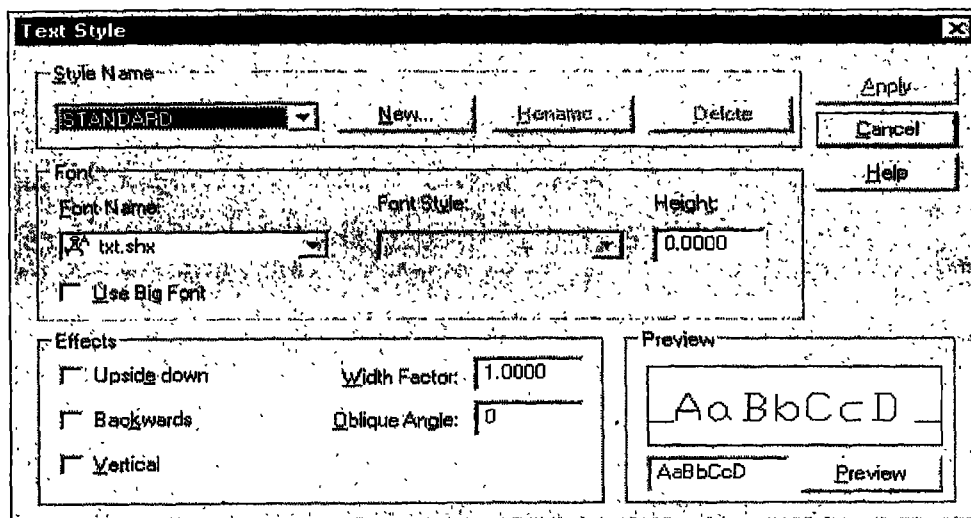 Text Style
Style Name
STANDARD
New...
Rename...
Delete
Apply
Cancel
Help
Font
Font Name:
Font Style:
Height:
txt.shx
0.0000
Use Big Font
Effects
Upside down
Width Factor: 1.0000
Backwards
Oblique Angle: 0
Vertical
Preview
AaBbCcD
AaBbCcD
Preview